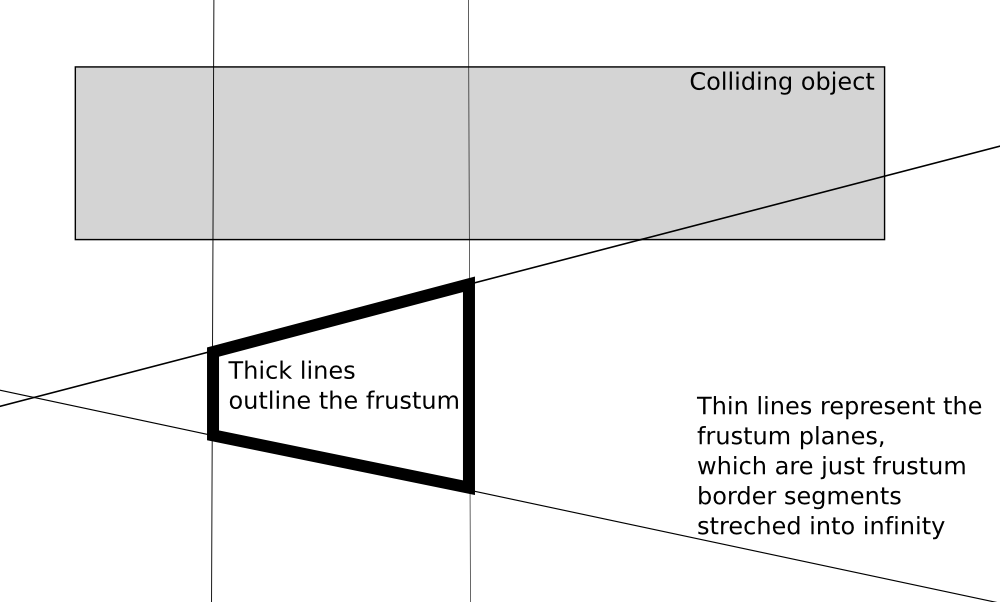 Colliding object
Thick lines
outline the frustum
Thin lines represent the
frustum planes,
which are just frustum
border segments
streched into infinity